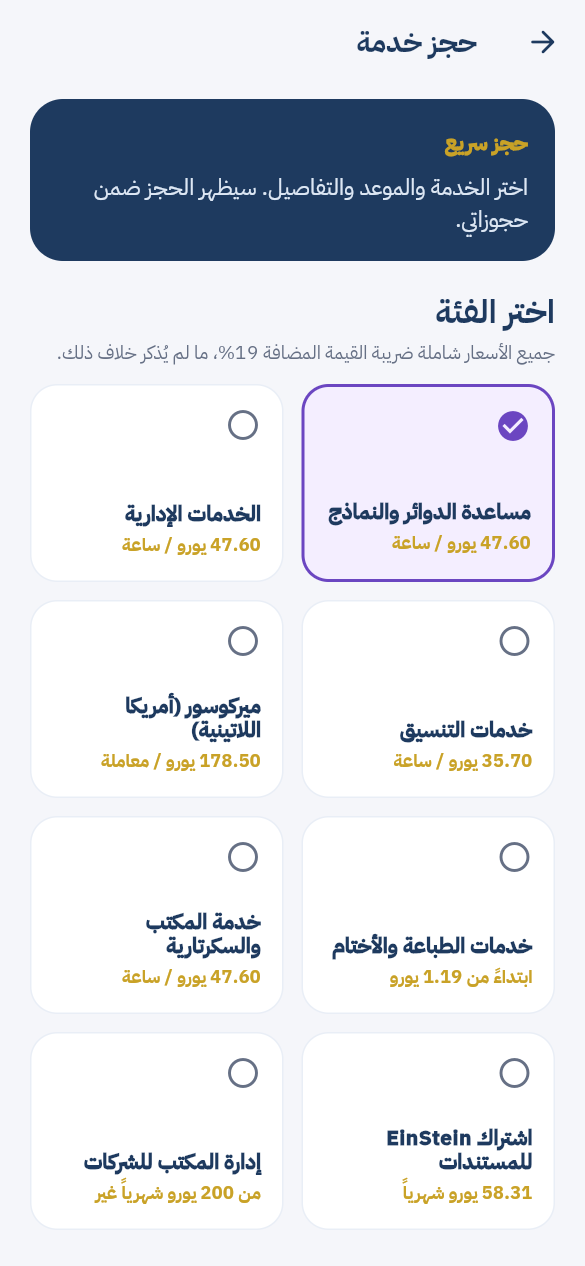 حجز خدمة
حجز سريع
اختر الخدمة والموعد والتفاصيل. سيظهر الحجز ضمن
حجوزاتي.
اختر الفئة
جميع الأسعار شاملة ضريبة القيمة المضافة 19%، ما لم يُذكر خلاف ذلك.
مساعدة الدوائر والنماذج
47.60 يورو / ساعة
الخدمات الإدارية
47.60 يورو / ساعة
خدمات التنسيق
35.70 يورو / ساعة
ميركوسور (أمريكا
اللاتينية)
178.50 يورو / معاملة
خدمات الطباعة والأختام
ابتداءً من 1.19 يورو
خدمة المكتب
والسكرتارية
47.60 يورو / ساعة
اشتراك EinStein
للمستندات
58.31 يورو شهرياً
إدارة المكتب للشركات
من 200 يورو شهرياً غير